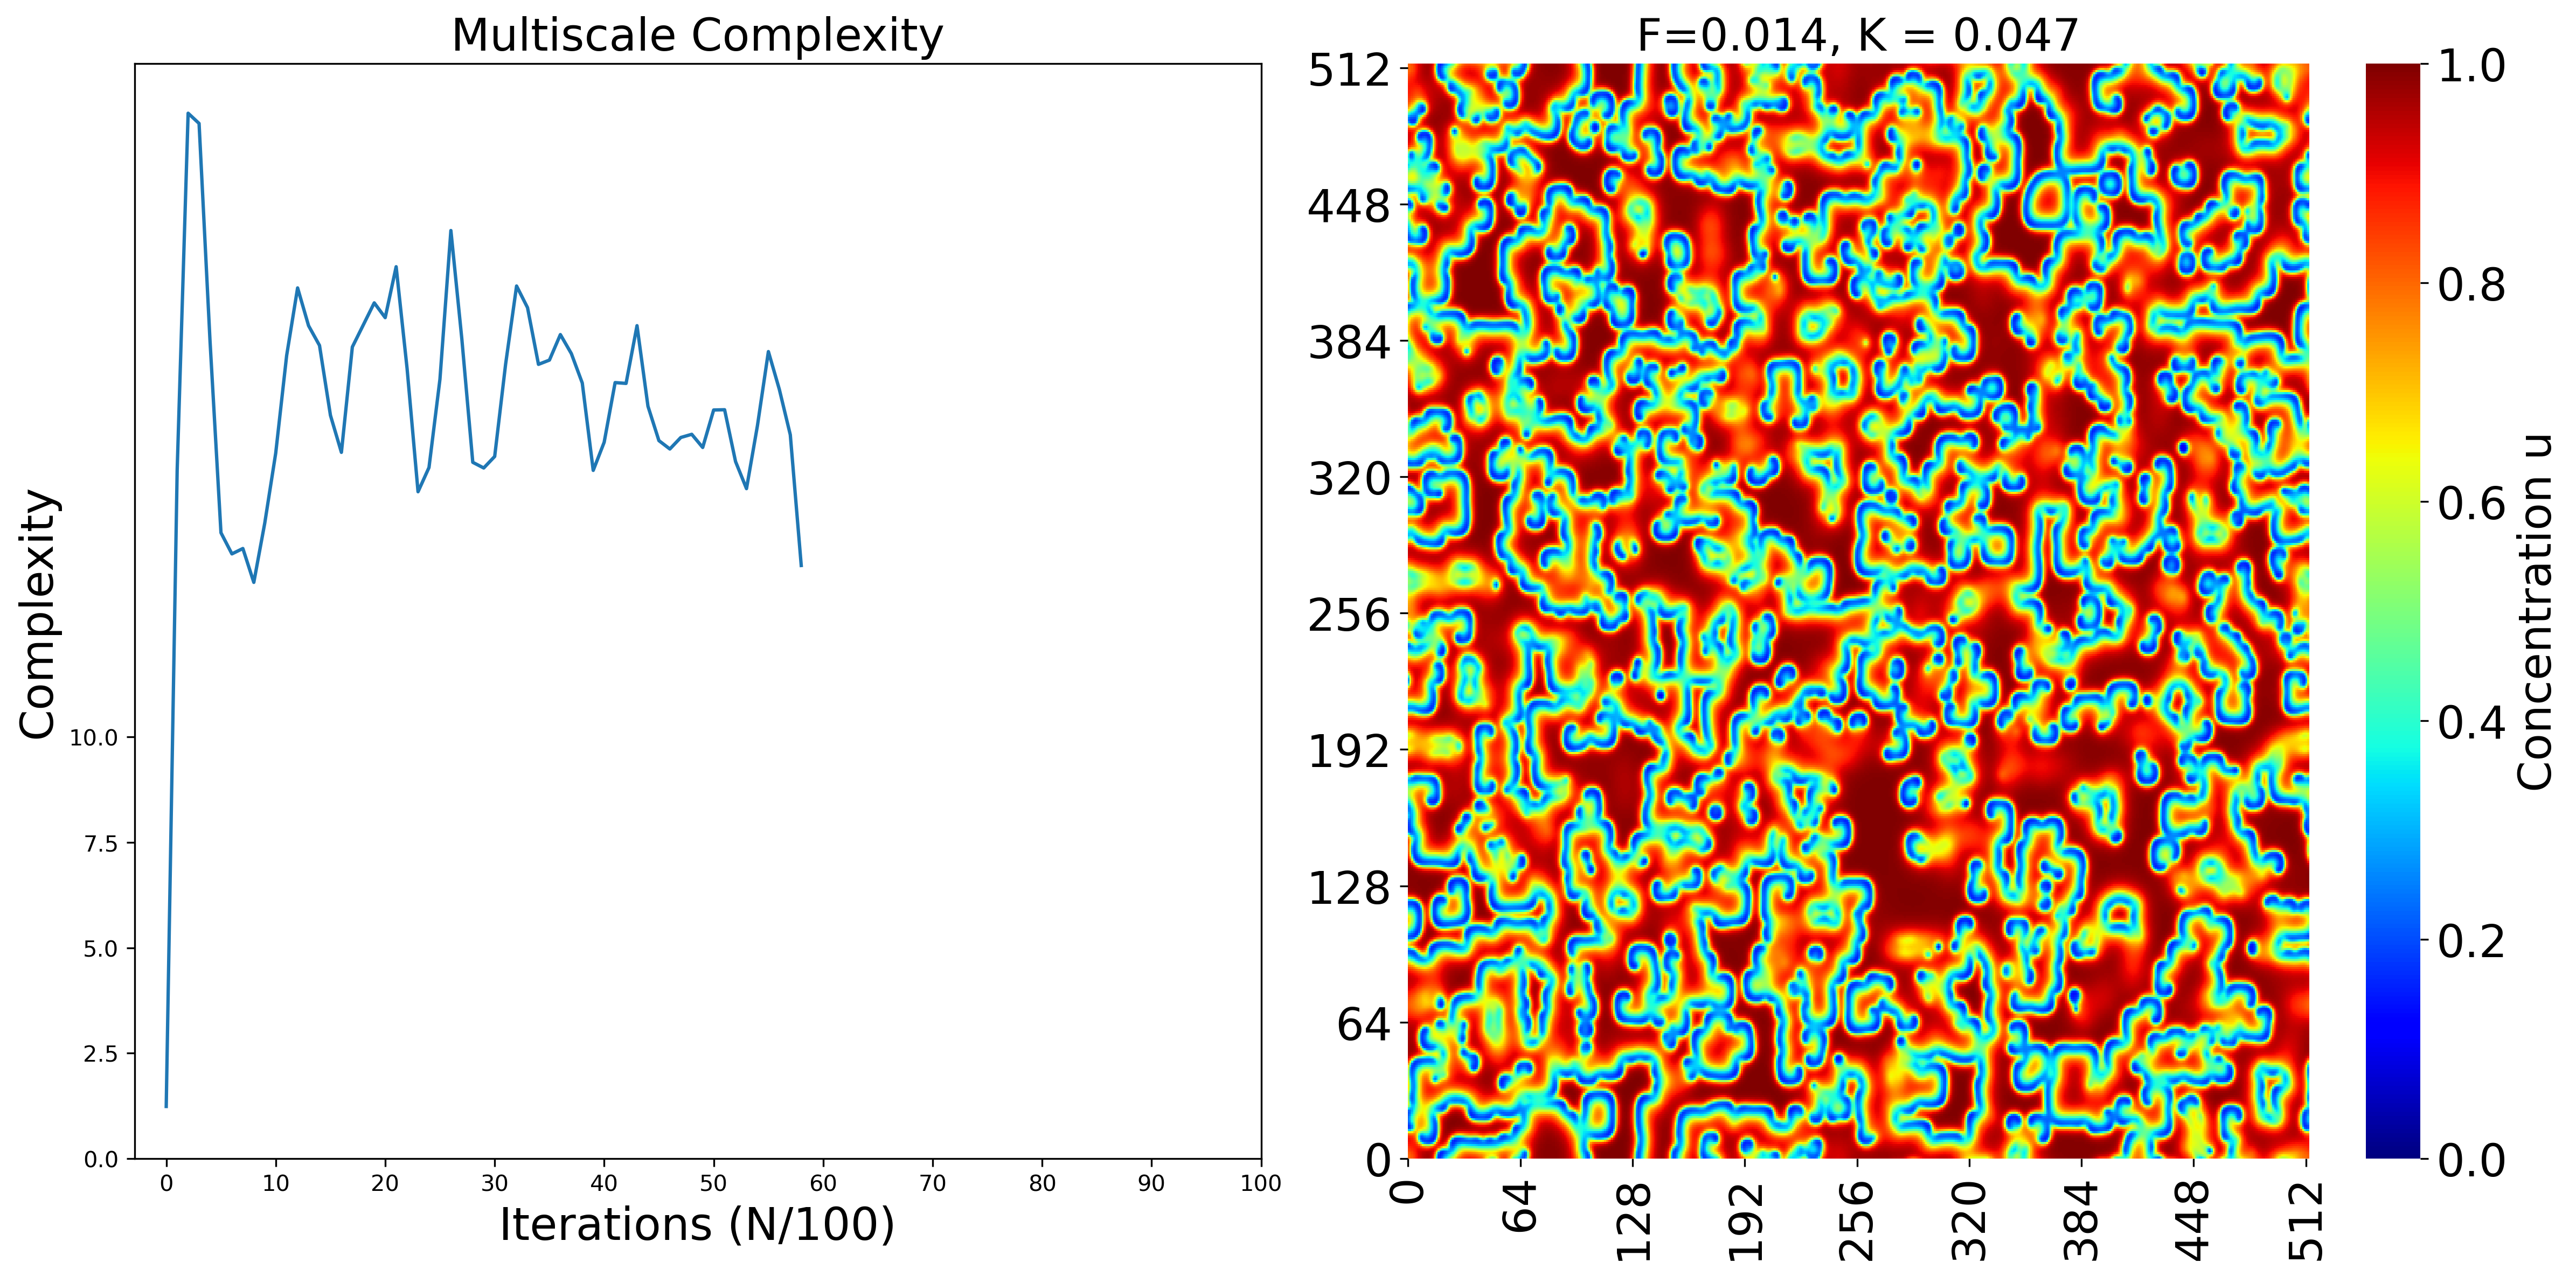 Multiscale Complexity
Complexity
10.0
7.5
5.0
2.5
0.0
0 10 20 30 40 50 60 70 80 90 100
Iterations (N/100)
F=0.014, K = 0.047
512
448
384
320
256
192
128
64
0
0 64 128 192 256 320 384 448 512
1.0
0.8
0.6
0.4
0.2
0.0
Concentration u